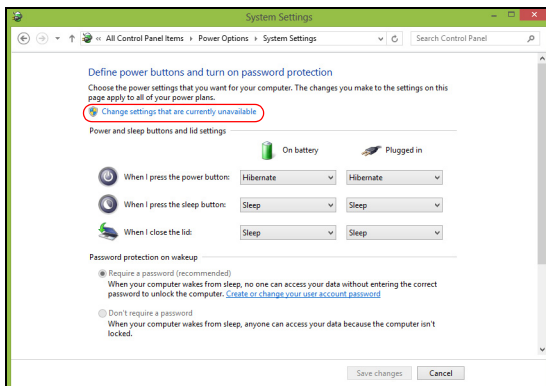 System Settings
« All Control Panel Items › Power Options › System Settings
Search Control Panel
Define power buttons and turn on password protection
Choose the power settings that you want for your computer. The changes you make to the settings on this
page apply to all of your power plans.
Change settings that are currently unavailable
Power and sleep buttons and lid settings
On battery Plugged in
When I press the power button: Hibernate Hibernate
When I press the sleep button: Sleep Sleep
When I close the lid: Sleep Sleep
Password protection on wakeup
Require a password (recommended)
When your computer wakes from sleep, no one can access your data without entering the correct
password to unlock the computer. Create or change your user account password
Don't require a password
When your computer wakes from sleep, anyone can access your data because the computer isn't
locked.
Save changes Cancel